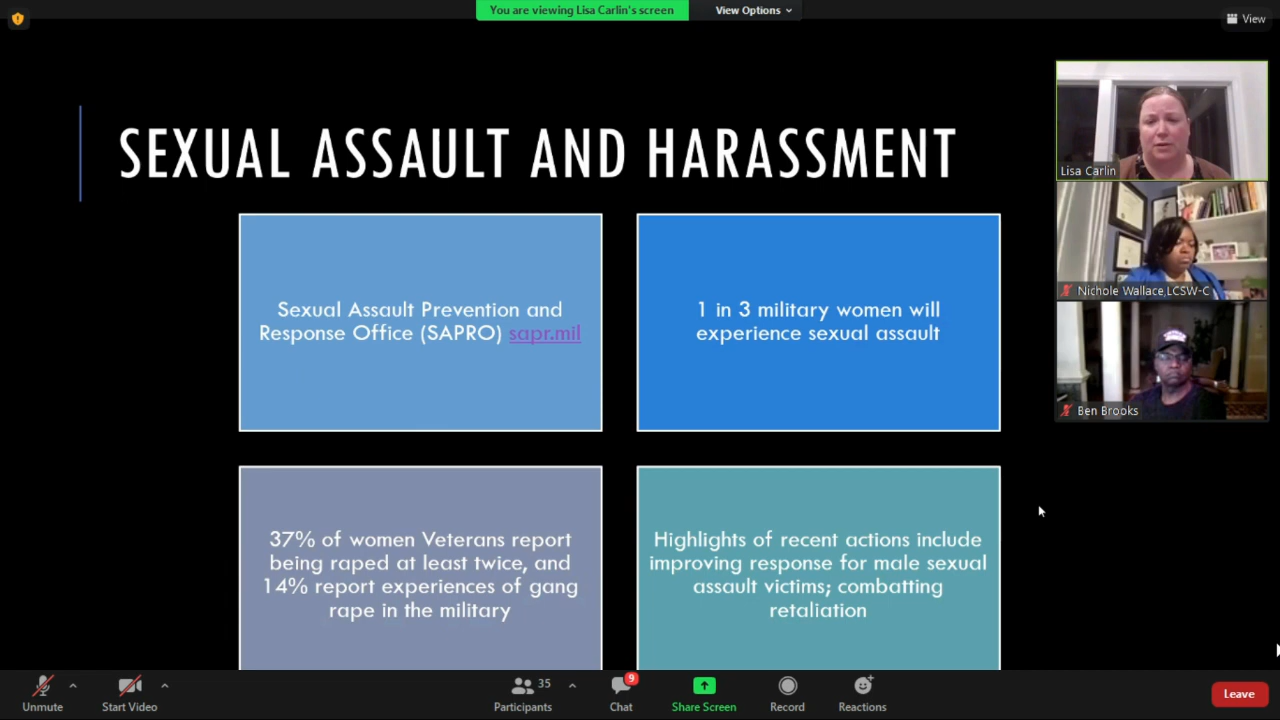 You are viewing Lisa Carlin's screen
View Options
View
SEXUAL ASSAULT AND HARASSMENT
Sexual Assault Prevention and
Response Office (SAPRO) sapr.mil
1 in 3 military women will
experience sexual assault
37% of women Veterans report
being raped at least twice, and
14% report experiences of gang
rape in the military
Highlights of recent actions include
improving response for male sexual
assault victims; combatting
retaliation
Lisa Carlin
Nichole Wallace LCSW-C
Ben Brooks
Unmute
Start Video
35
Participants
9
Chat
Share Screen
Record
Reactions
Leave